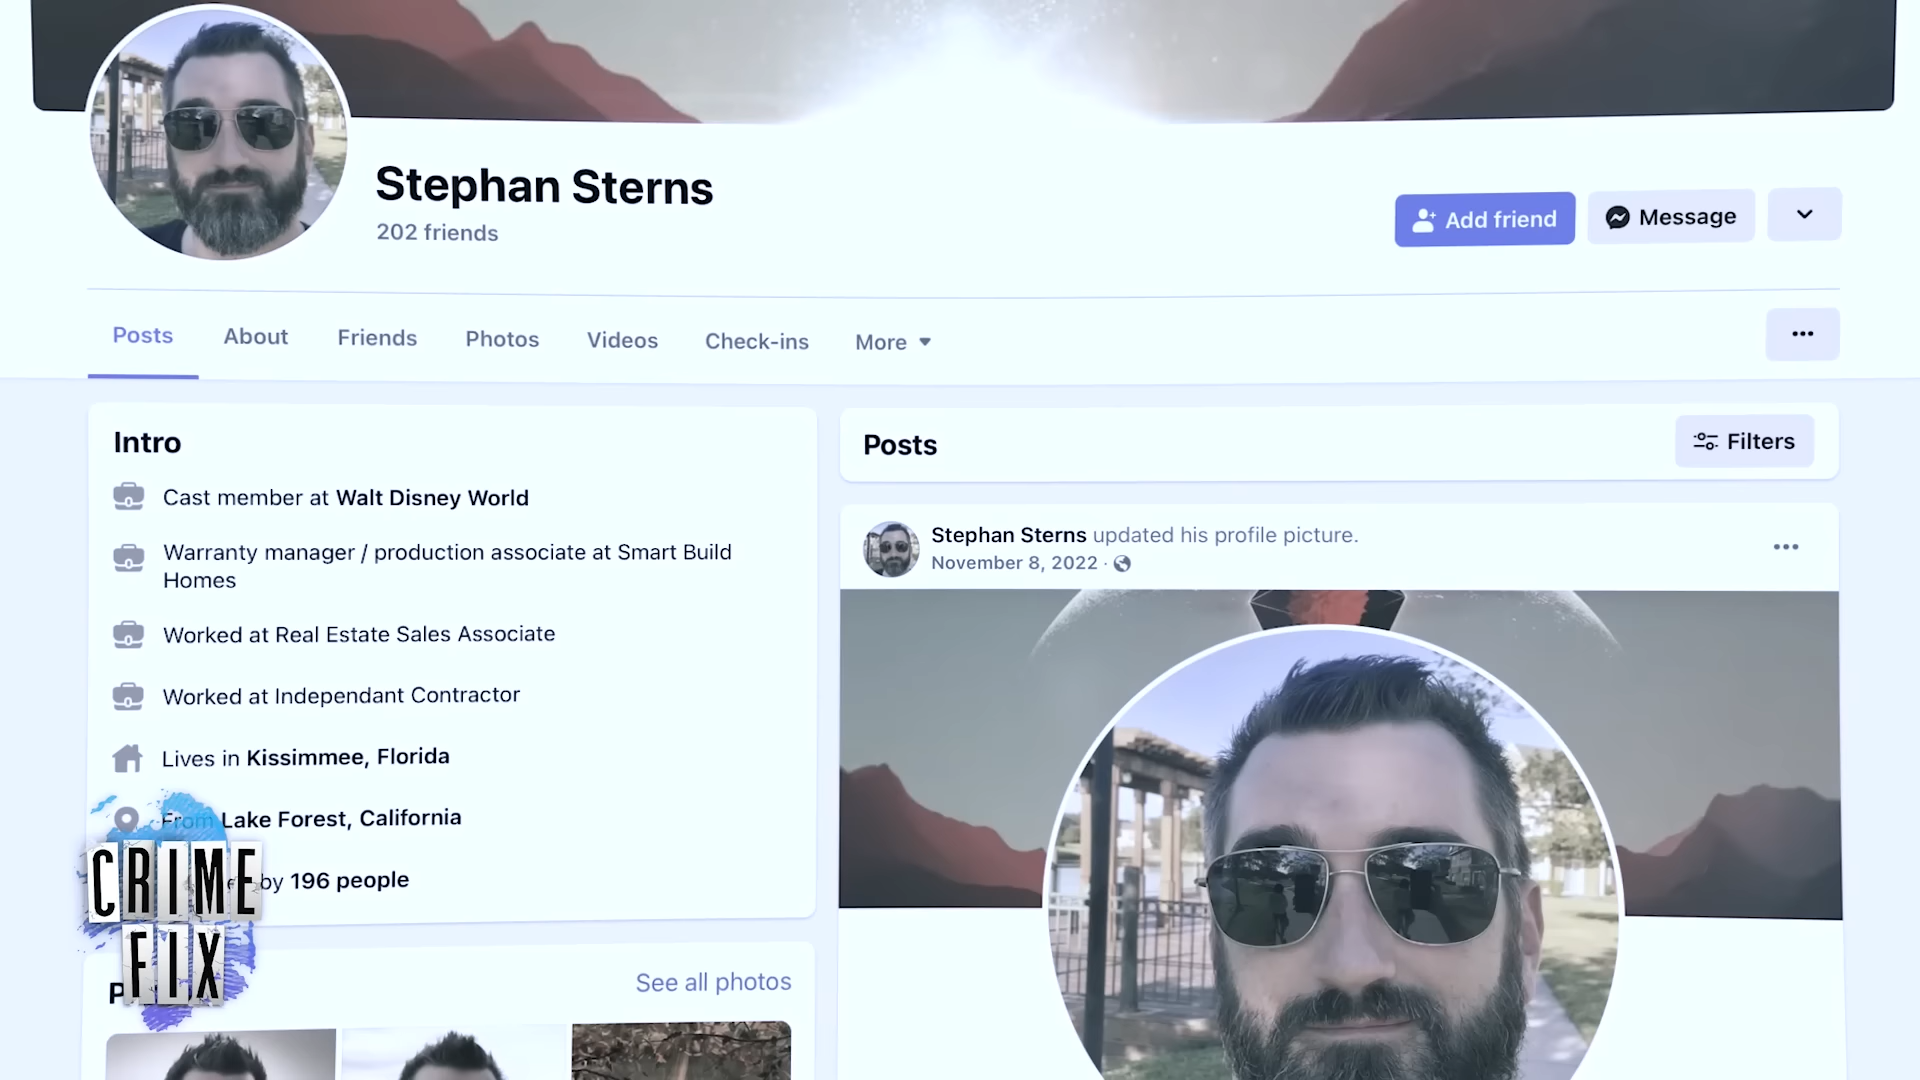 Stephan Sterns
202 friends
Add friend
Message
Posts
About
Friends
Photos
Videos
Check-ins
More
Intro
Cast member at Walt Disney World
Warranty manager / production associate at Smart Build
Homes
Worked at Real Estate Sales Associate
Worked at Independant Contractor
Lives in Kissimmee, Florida
From Lake Forest, California
by 196 people
CRIME
FIX
See all photos
Posts
Filters
Stephan Sterns updated his profile picture.
November 8, 2022